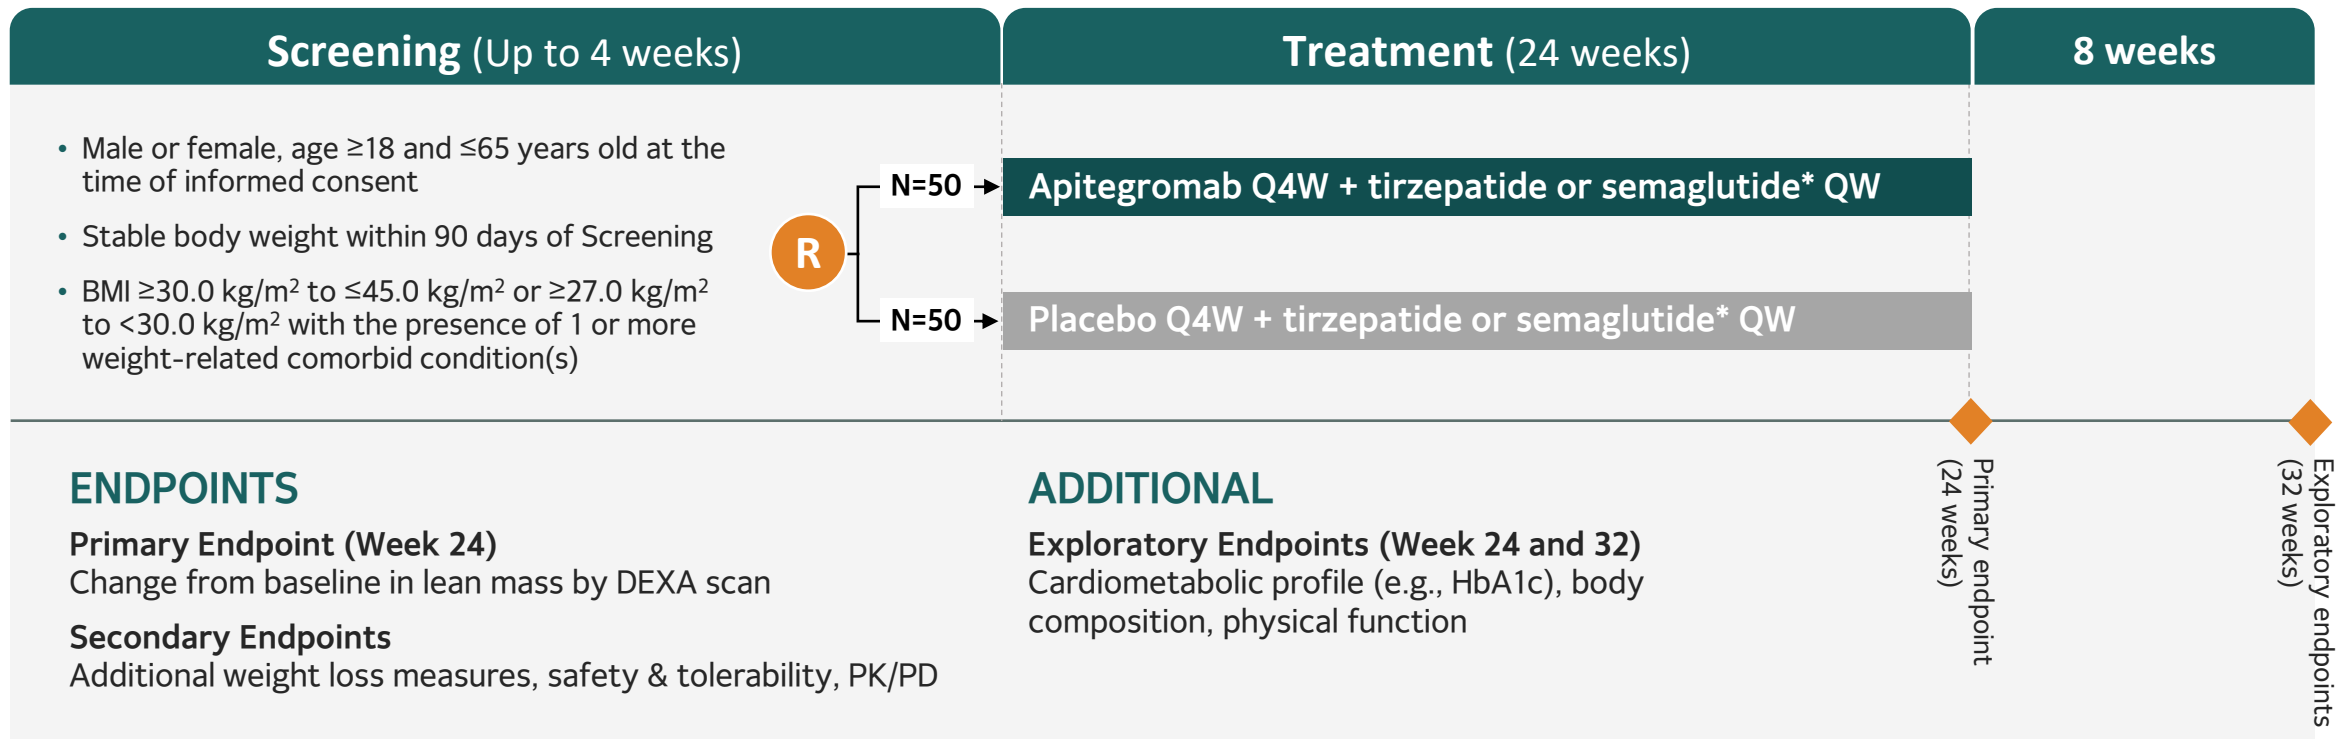 Screening (Up to 4 weeks)
Treatment (24 weeks)
8 weeks
• Male or female, age ≥18 and ≤65 years old at the
time of informed consent
• Stable body weight within 90 days of Screening
• BMI ≥30.0 kg/m² to ≤45.0 kg/m² or ≥27.0 kg/m²
to <30.0 kg/m² with the presence of 1 or more
weight-related comorbid condition(s)
R
N=50
Apitegromab Q4W + tirzepatide or semaglutide* QW
N=50
Placebo Q4W + tirzepatide or semaglutide* QW
ENDPOINTS
Primary Endpoint (Week 24)
Change from baseline in lean mass by DEXA scan
Secondary Endpoints
Additional weight loss measures, safety & tolerability, PK/PD
ADDITIONAL
Exploratory Endpoints (Week 24 and 32)
Cardiometabolic profile (e.g., HbA1c), body
composition, physical function
Primary endpoint
(24 weeks)
Exploratory endpoints
(32 weeks)